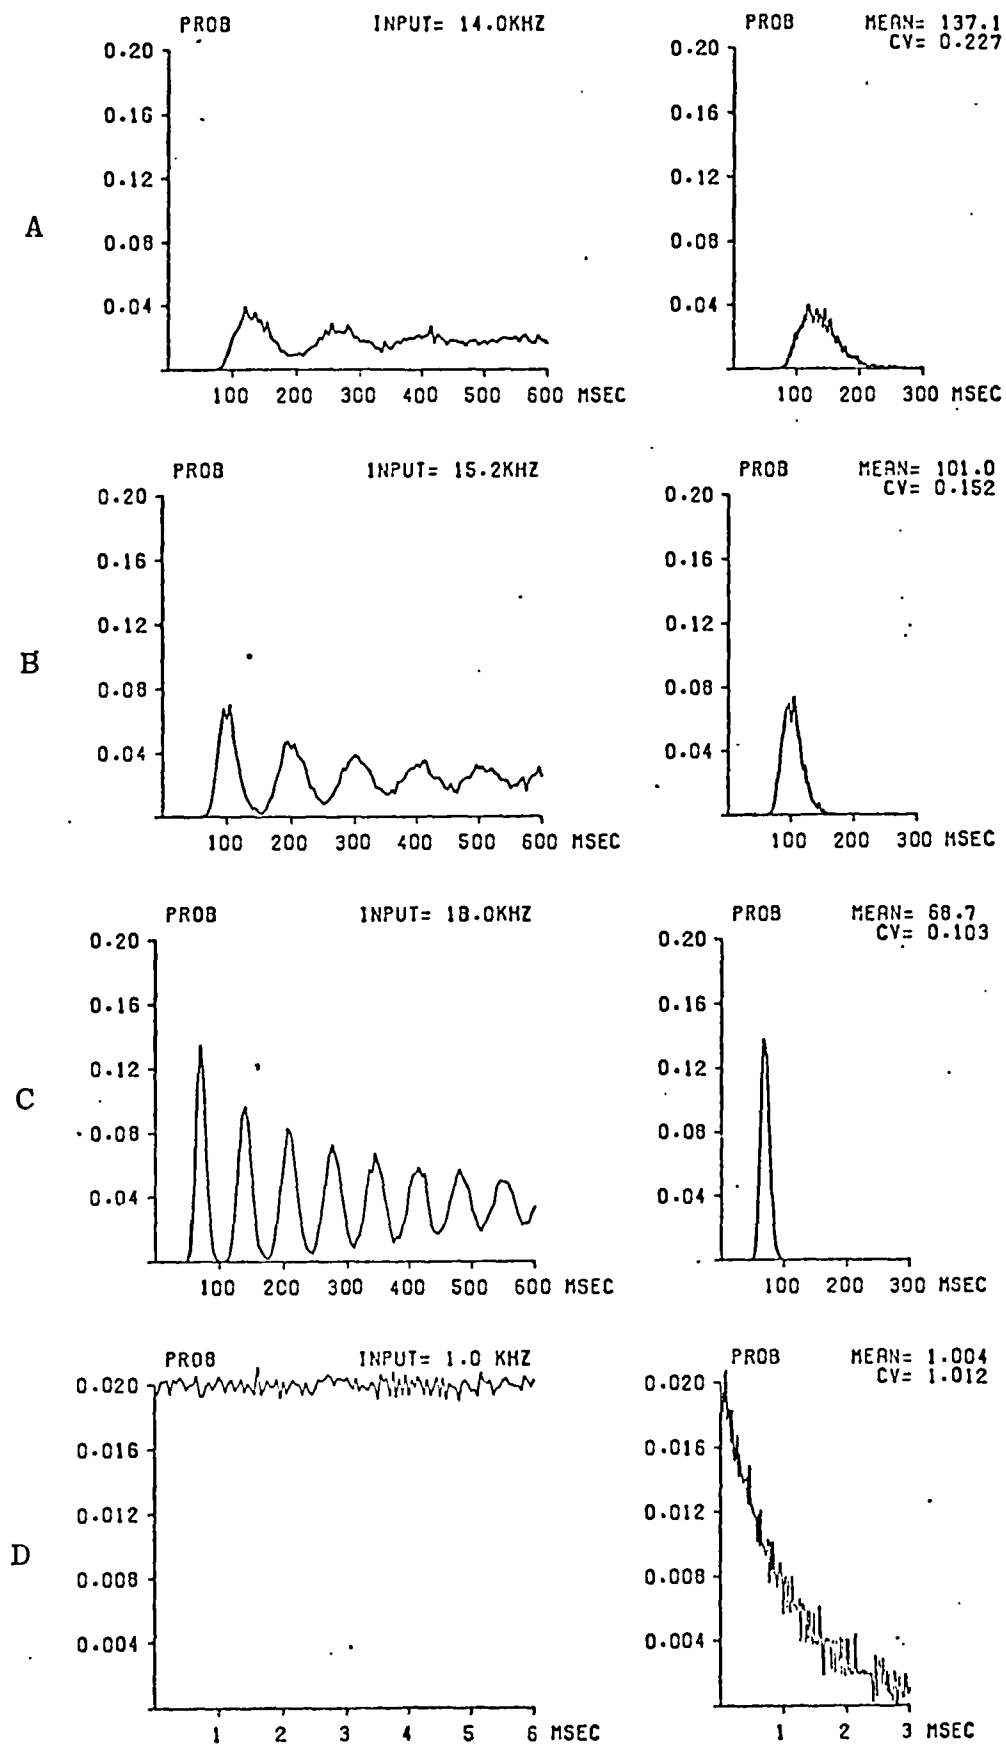 PROB INPUT= 14.0KHZ PROB MEAN= 137.1
CV= 0.227
0.20 0.20
0.16 0.16
0.12 0.12
A
0.08 0.08
0.04 0.04
100 200 300 400 500 600 MSEC 100 200 300 MSEC
PROB INPUT= 15.2KHZ PROB MEAN= 101.0
CV= 0.152
0.20 0.20
0.16 0.16
0.12 0.12
B
0.08 0.08
0.04 0.04
100 200 300 400 500 600 MSEC 100 200 300 MSEC
PROB INPUT= 18.0KHZ PROB MEAN= 68.7
CV= 0.103
0.20 0.20
0.16 0.16
0.12 0.12
C
0.08 0.08
0.04 0.04
100 200 300 400 500 600 MSEC 100 200 300 MSEC
PROB INPUT= 1.0 KHZ PROB MEAN= 1.004
CV= 1.012
0.020 0.020
0.016 0.016
0.012 0.012
D
0.008 0.008
0.004 0.004
1 2 3 4 5 6 MSEC 1 2 3 MSEC